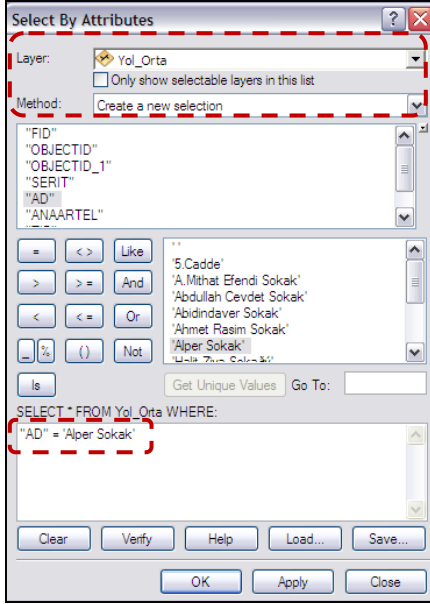 Select By Attributes
Layer: Yol_Orta
Only show selectable layers in this list
Method: Create a new selection
"FID"
"OBJECTID"
"OBJECTID_1"
"SERIT"
"AD"
"ANAARTEL"
= <> Like
> >= And
< <= Or
_ % () Not
Is
' '
'5.Cadde'
'A.Mithat Efendi Sokak'
'Abdullah Cevdet Sokak'
'Abidindaver Sokak'
'Ahmet Rasim Sokak'
'Alper Sokak'
'Halit Ziya
Get Unique Values Go To:
SELECT * FROM Yol_Orta WHERE:
"AD" = 'Alper Sokak'
Clear Verify Help Load... Save...
OK Apply Close